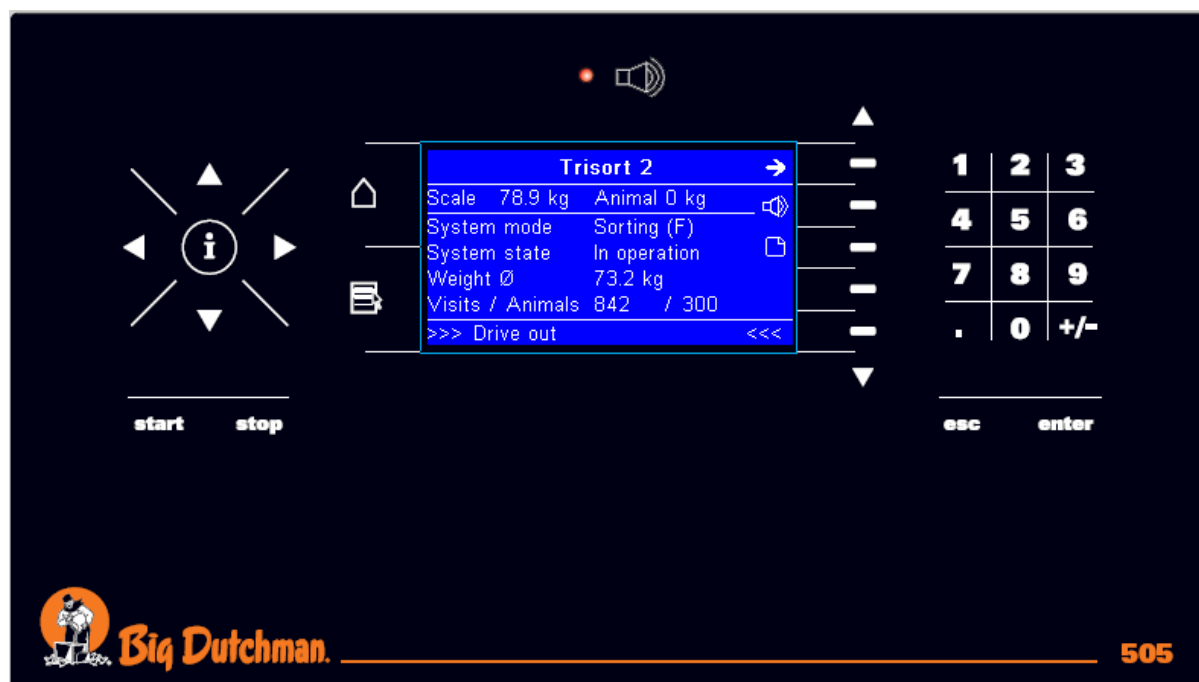 Trisort 2
Scale 78.9 kg Animal 0 kg
System mode Sorting (F)
System state In operation
Weight Ø 73.2 kg
Visits / Animals 842 / 300
>>> Drive out <<<
i
start stop
1 2 3
4 5 6
7 8 9
. 0 +/-
esc enter
Big Dutchman.
505